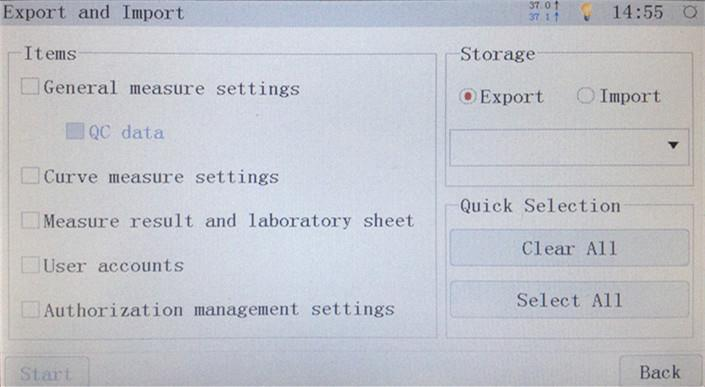 Export and Import
37.0↑
37.1↑
14:55
Items
General measure settings
QC data
Curve measure settings
Measure result and laboratory sheet
User accounts
Authorization management settings
Storage
Export
Import
Quick Selection
Clear All
Select All
Start
Back